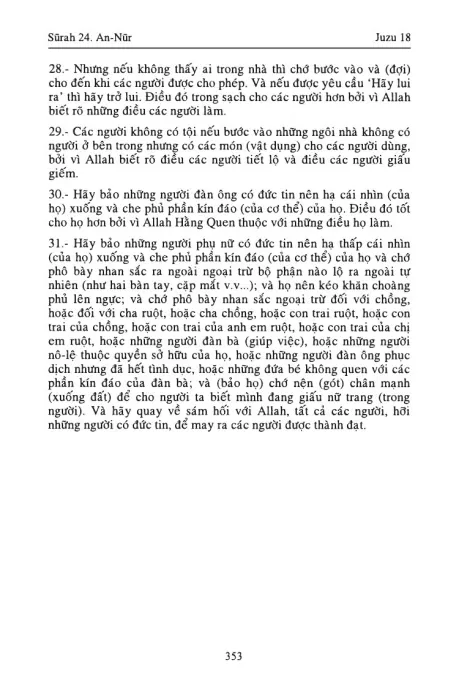 Sūrah 24. An-Nūr Juzu 18
28.- Nhưng nếu không thấy ai trong nhà thì chớ bước vào và (đợi)
cho đến khi các người được cho phép. Và nếu được yêu cầu ‘Hãy lui
ra’ thì hãy trở lui. Điều đó trong sạch cho các người hơn bởi vì Allah
biết rõ những điều các người làm.
29.- Các người không có tội nếu bước vào những ngôi nhà không có
người ở bên trong nhưng có các món (vật dụng) cho các người dùng,
bởi vì Allah biết rõ điều các người tiết lộ và điều các người giấu
giếm.
30.- Hãy bảo những người đàn ông có đức tin nên hạ cái nhìn (của
họ) xuống và che phủ phần kín đáo (của cơ thể) của họ. Điều đó tốt
cho họ hơn bởi vì Allah Hằng Quen thuộc với những điều họ làm.
31.- Hãy bảo những người phụ nữ có đức tin nên hạ thấp cái nhìn
(của họ) xuống và che phủ phần kín đáo (của cơ thể) của họ và chớ
phô bày nhan sắc ra ngoài ngoại trừ bộ phận nào lộ ra ngoài tự
nhiên (như hai bàn tay, cặp mắt v.v...); và họ nên kéo khăn choàng
phủ lên ngực; và chớ phô bày nhan sắc ngoại trừ đối với chồng,
hoặc đối với cha ruột, hoặc cha chồng, hoặc con trai ruột, hoặc con
trai của chồng, hoặc con trai của anh em ruột, hoặc con trai của chị
em ruột, hoặc những người đàn bà (giúp việc), hoặc những người
nô-lệ thuộc quyền sở hữu của họ, hoặc những người đàn ông phục
dịch nhưng đã hết tình dục, hoặc những đứa bé không quen với các
phần kín đáo của đàn bà; và (bảo họ) chớ nện (gót) chân mạnh
(xuống đất) để cho người ta biết mình đang giấu nữ trang (trong
người). Và hãy quay về sám hối với Allah, tất cả các người, hỡi
những người có đức tin, để may ra các người được thành đạt.
353